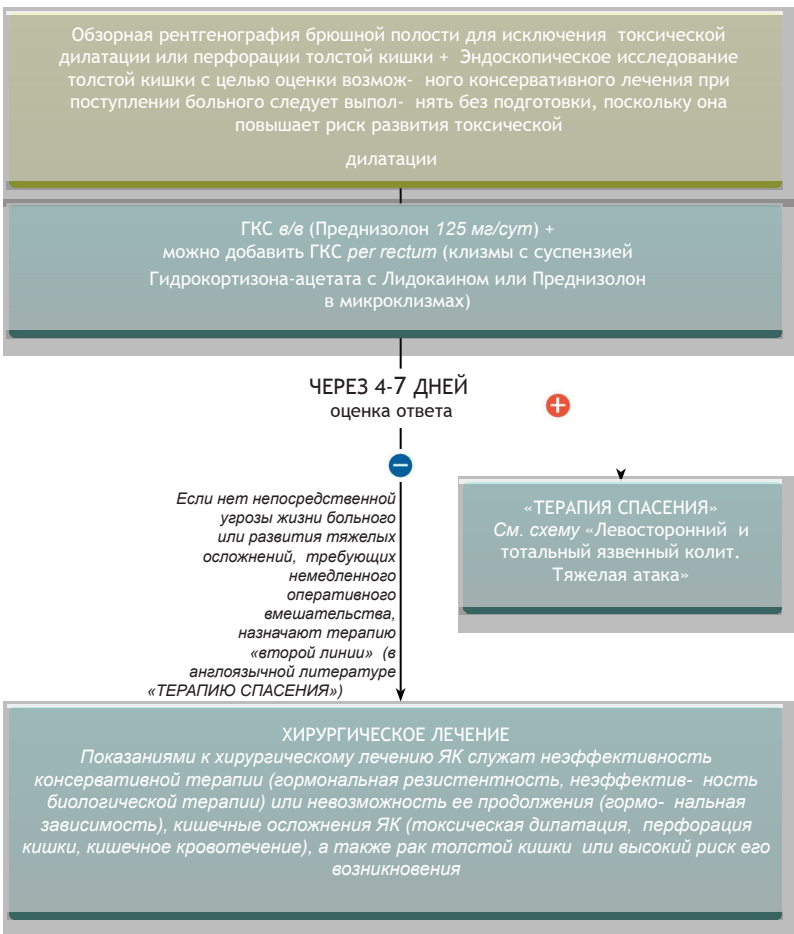 Обзорная рентгенография брюшной полости для исключения  токсической
дилатации или перфорации толстой кишки +  Эндоскопическое исследование
толстой кишки с целью оценки возмож-  ного консервативного лечения при
поступлении больного следует выпол-  нять без подготовки, поскольку она
повышает риск развития токсической
дилатации
ГКС в/в (Преднизолон 125 мг/сут) +
можно добавить ГКС per rectum (клизмы с суспензией
Гидрокортизона-ацетата с Лидокаином или Преднизолон
в микроклизмах)
ЧЕРЕЗ 4-7 ДНЕЙ
оценка ответа
Если нет непосредственной
угрозы жизни больного
или развития тяжелых
осложнений,  требующих
немедленного
оперативного
вмешательства,
назначают терапию
«второй линии»  (в
англоязычной литературе
«ТЕРАПИЮ СПАСЕНИЯ»)
«ТЕРАПИЯ СПАСЕНИЯ»
См. схему «Левосторонний  и
тотальный язвенный колит.
Тяжелая атака»
ХИРУРГИЧЕСКОЕ ЛЕЧЕНИЕ
Показаниями к хирургическому лечению ЯК служат неэффективность
консервативной терапии (гормональная резистентность, неэффектив-  ность
биологической терапии) или невозможность ее продолжения (гормо-  нальная
зависимость), кишечные осложнения ЯК (токсическая дилатация,  перфорация
кишки, кишечное кровотечение), а также рак толстой кишки  или высокий риск его
возникновения